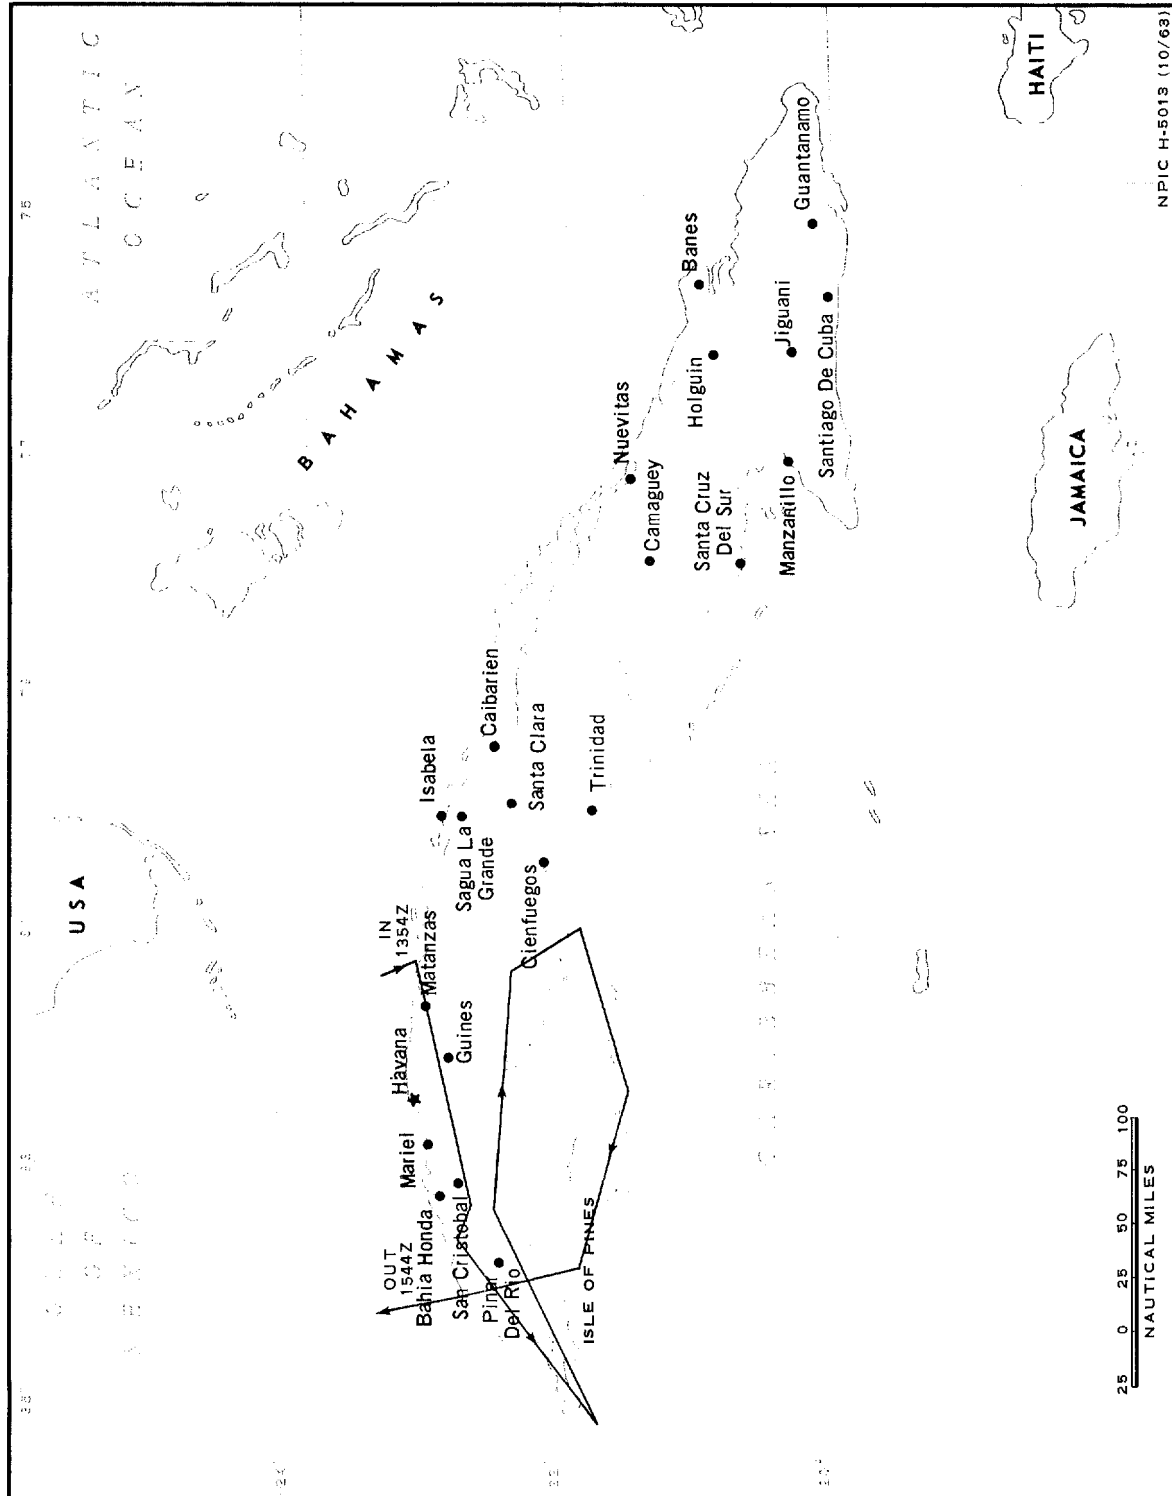 ATLANTIC
OCEAN
75
USA
BAHAMAS
IN
1354Z
OUT
1544Z
Havana
Matanzas
Guines
Mariel
Bahia Honda
San Cristobal
Pinar
Del Rio
ISLE OF PINES
Isabela
Sagua La
Grande
Caibarien
Santa Clara
Cienfuegos
Trinidad
Nuevitas
Camaguey
Santa Cruz
Del Sur
Banes
Holguin
Jiguani
Manzanillo
Santiago De Cuba
Guantanamo
HAITI
JAMAICA
25 0 25 50 75 100
NAUTICAL MILES
NPIC H-5013 (10/63)